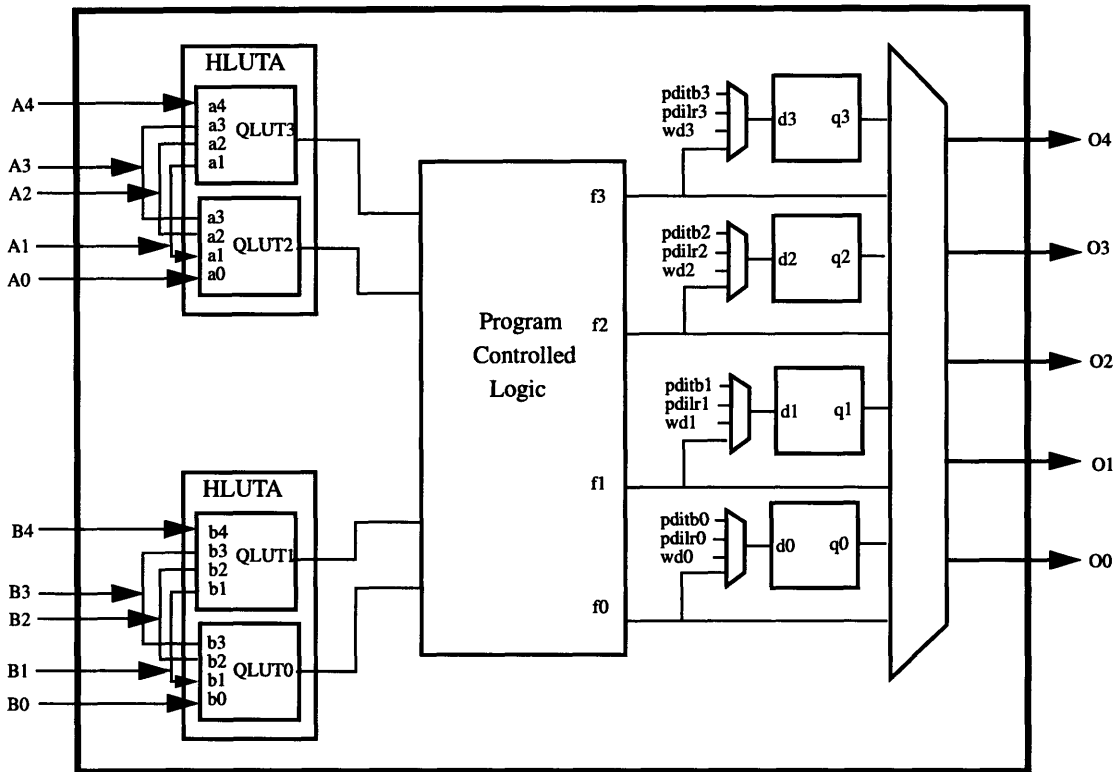 HLUTA
A4
A3
A2
A1
A0
a4
a3
a2
a1
QLUT3
a3
a2
a1
a0
QLUT2
HLUTA
B4
B3
B2
B1
B0
b4
b3
b2
b1
QLUT1
b3
b2
b1
b0
QLUT0
Program
Controlled
Logic
f3
f2
f1
f0
pditb3
pdilr3
wd3
d3
q3
pditb2
pdilr2
wd2
d2
q2
pditb1
pdilr1
wd1
d1
q1
pditb0
pdilr0
wd0
d0
q0
O4
O3
O2
O1
O0